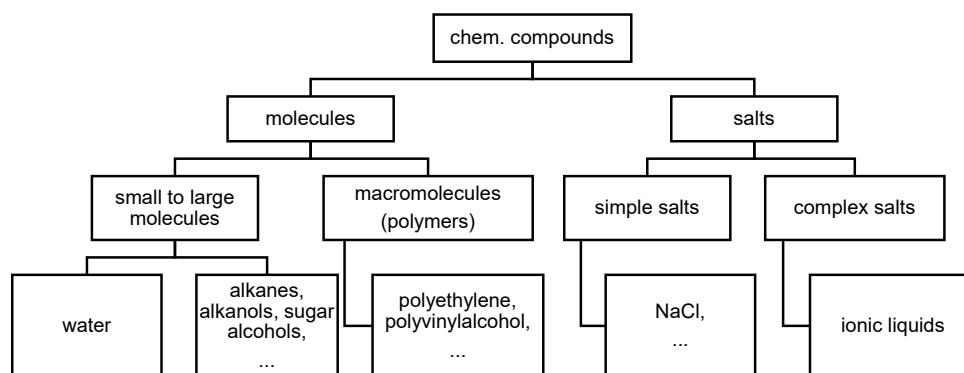 chem. compounds
molecules
salts
small to large
molecules
macromolecules
(polymers)
simple salts
complex salts
water
alkanes,
alkanols, sugar
alcohols,
...
polyethylene,
polyvinylalcohol,
...
NaCl,
...
ionic liquids